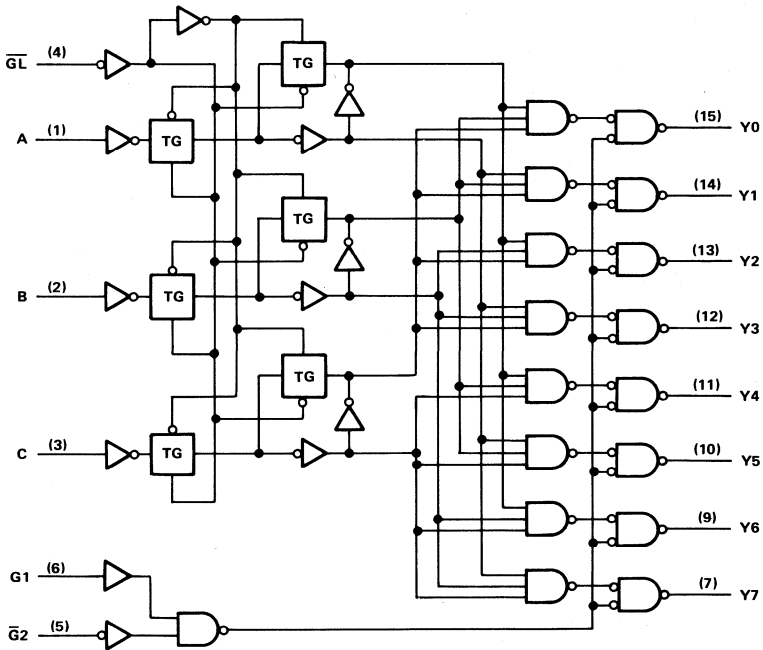 TG
GL (4)
A (1) TG
(15) Y0
(14) Y1
TG
(13) Y2
B (2) TG
(12) Y3
TG
(11) Y4
C (3) TG
(10) Y5
(9) Y6
G1 (6)
(7) Y7
G2 (5)